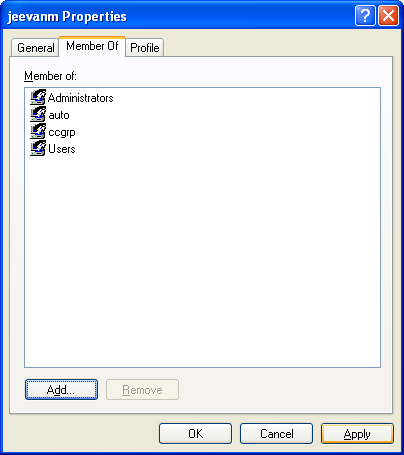 jeevanm Properties
General Member Of Profile
Member of:
Administrators
auto
ccgrp
Users
Add... Remove
OK Cancel Apply